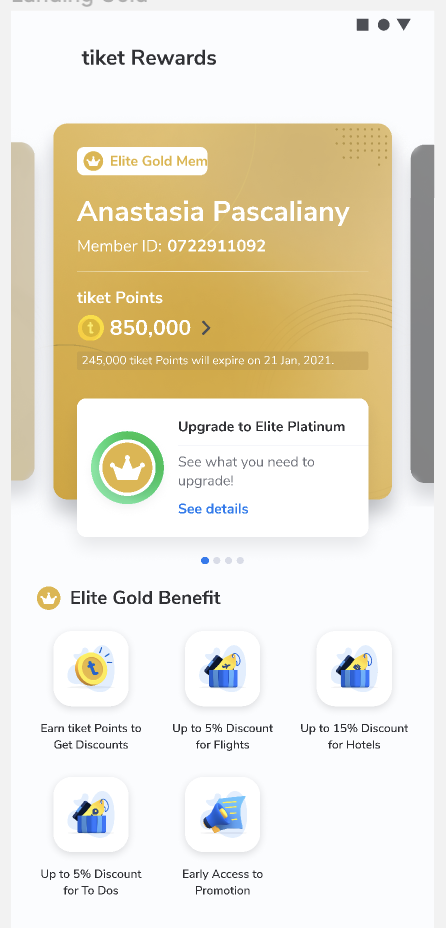 Landing Gold
tiket Rewards
Elite Gold Mem
Anastasia Pascaliany
Member ID: 0722911092
tiket Points
850,000
245,000 tiket Points will expire on 21 Jan, 2021.
Upgrade to Elite Platinum
See what you need to
upgrade!
See details
Elite Gold Benefit
Earn tiket Points to
Get Discounts
Up to 5% Discount
for Flights
Up to 15% Discount
for Hotels
Up to 5% Discount
for To Dos
Early Access to
Promotion